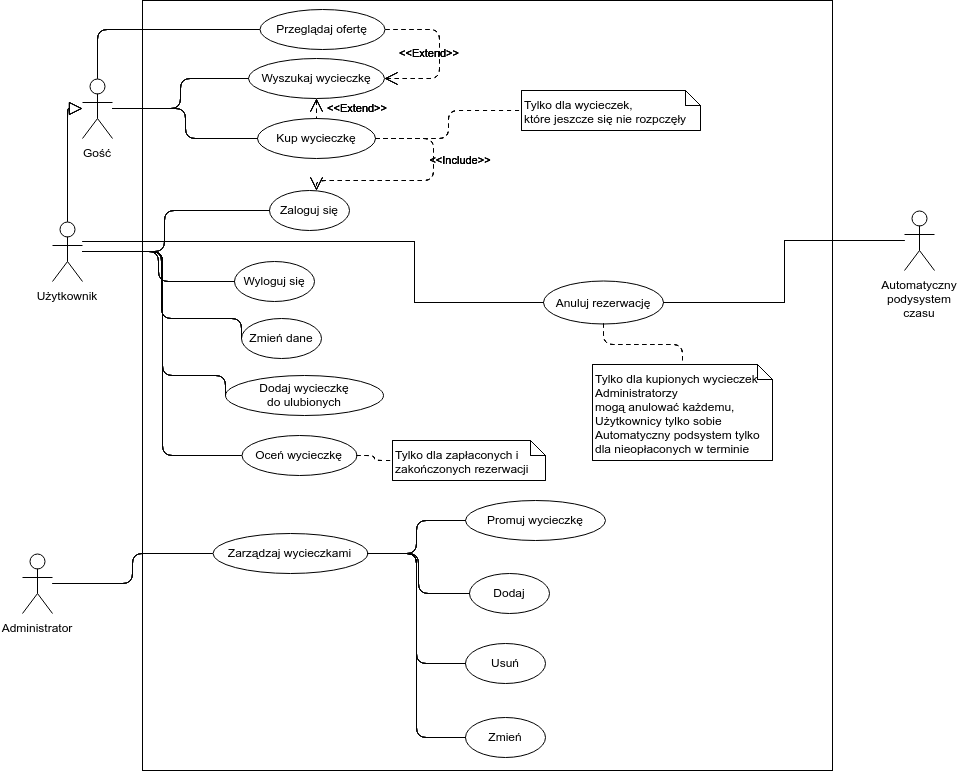 Przeglądaj ofertę
<<Extend>>
Wyszukaj wycieczkę
<<Extend>>
Tylko dla wycieczek,
które jeszcze się nie rozpczęły
Kup wycieczkę
Gość
<<Include>>
Zaloguj się
Użytkownik
Wyloguj się
Anuluj rezerwację
Automatyczny
podysystem
czasu
Zmień dane
Dodaj wycieczkę
do ulubionych
Tylko dla kupionych wycieczek
Administratorzy
mogą anulować każdemu,
Użytkownicy tylko sobie
Automatyczny podsystem tylko
dla nieopłaconych w terminie
Oceń wycieczkę
Tylko dla zapłaconych i
zakończonych rezerwacji
Promuj wycieczkę
Zarządzaj wycieczkami
Dodaj
Administrator
Usuń
Zmień